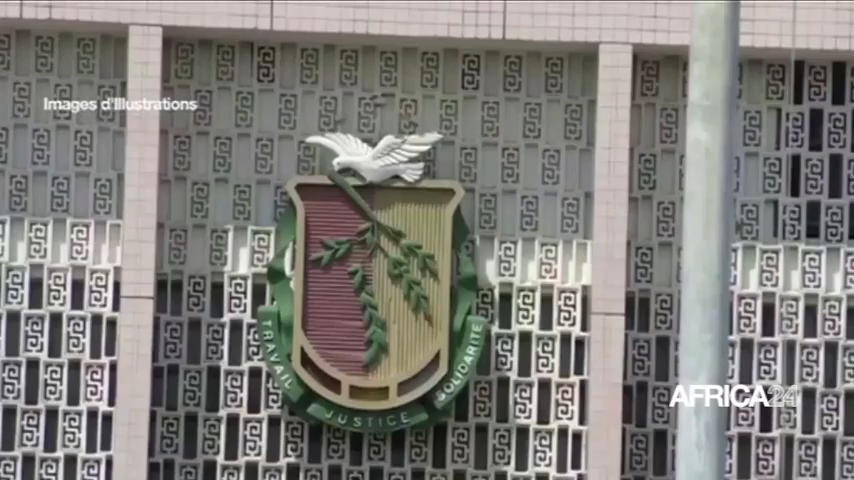 Images d'Illustrations
TRAVAIL
JUSTICE
SOLIDARITE
AFRICA24